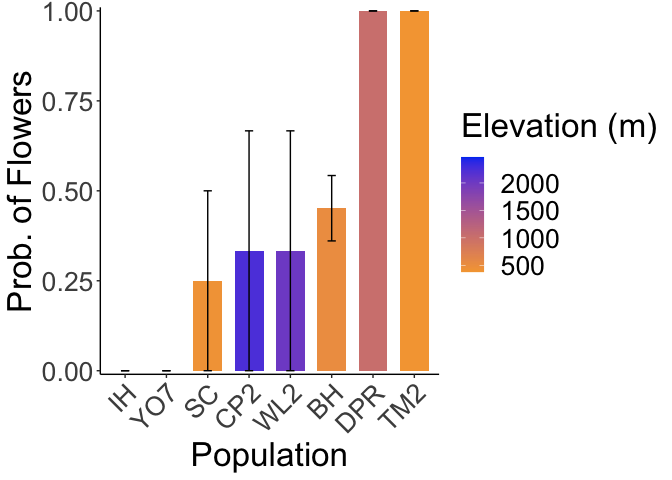 1.00
0.75
0.50
0.25
0.00
Prob. of Flowers
IH
YO7
SC
CP2
WL2
BH
DPR
TM2
Population
Elevation (m)
2000
1500
1000
500